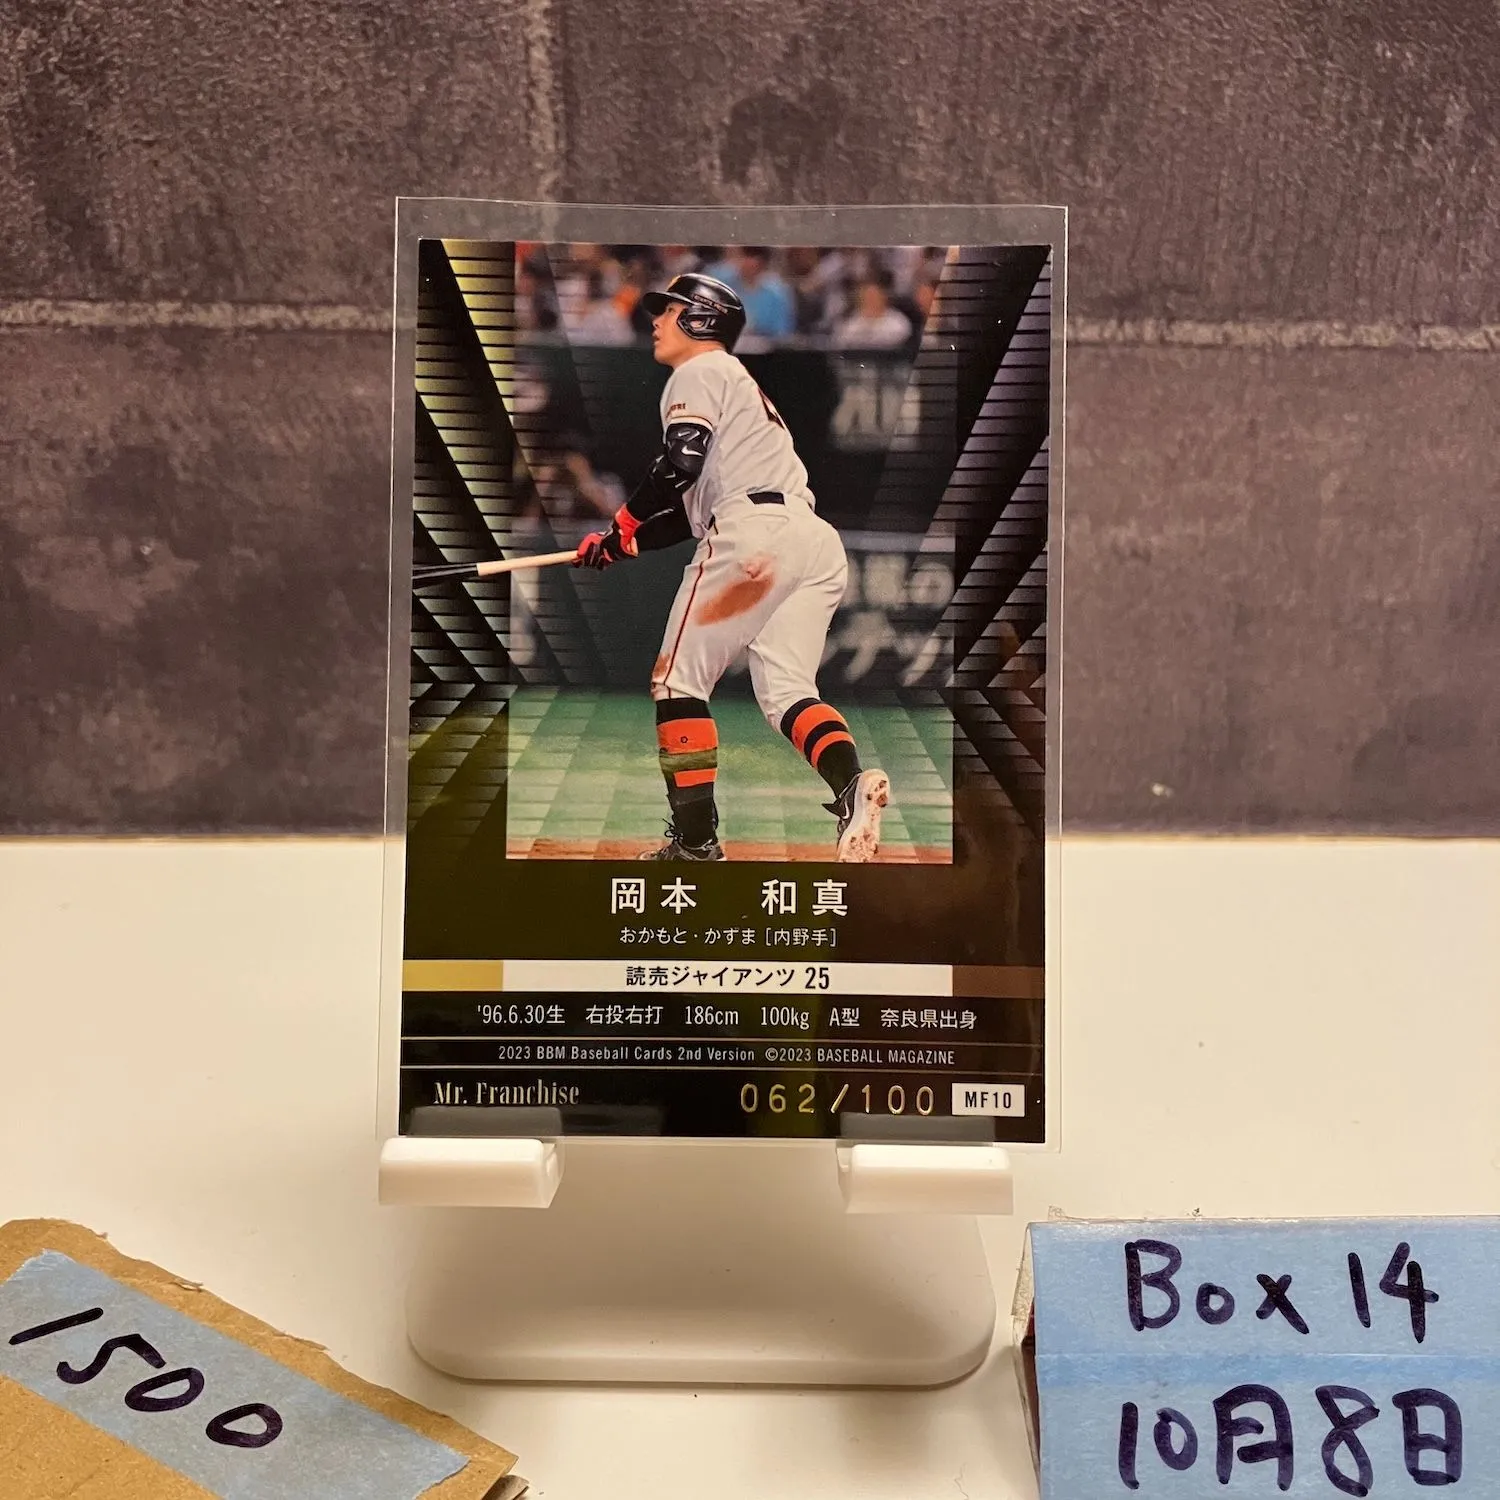 岡本 和真
おかもと・かずま [内野手]
読売ジャイアンツ 25
'96.6.30生 右投右打 186cm 100kg A型 奈良県出身
2023 BBM Baseball Cards 2nd Version ©2023 BASEBALL MAGAZINE
Mr. Franchise 062/100 MF10
1500
Box 14
10月8日